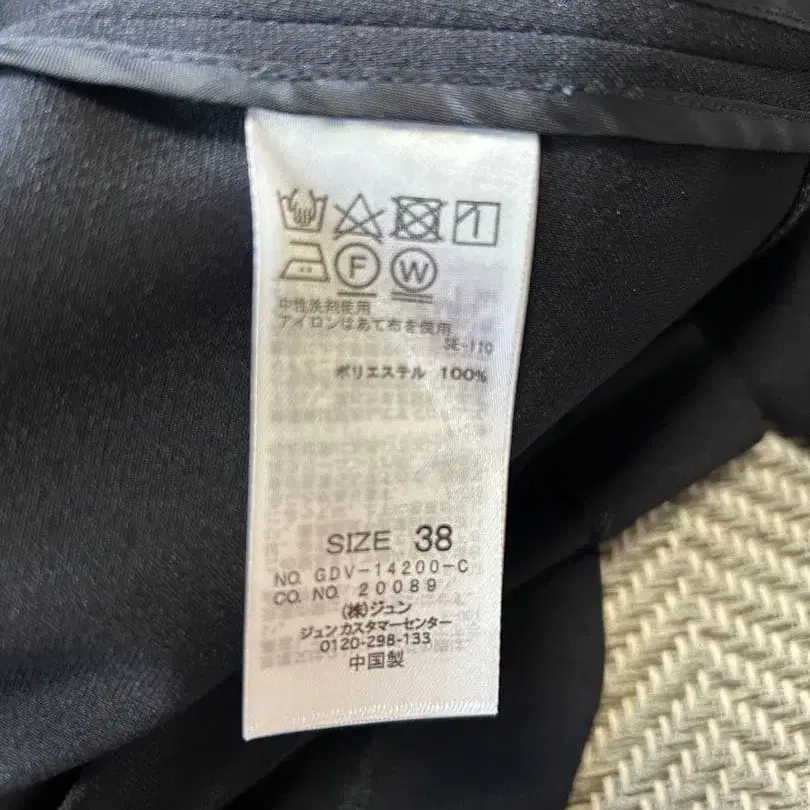 F W
中性洗剤使用
アイロンはあて布を使用
SE-110
ポリエステル 100%
SIZE 38
NO. GDV-14200-C
CO. NO. 20089
(株)ジュン
ジュンカスタマーセンター
0120-298-133
中国製